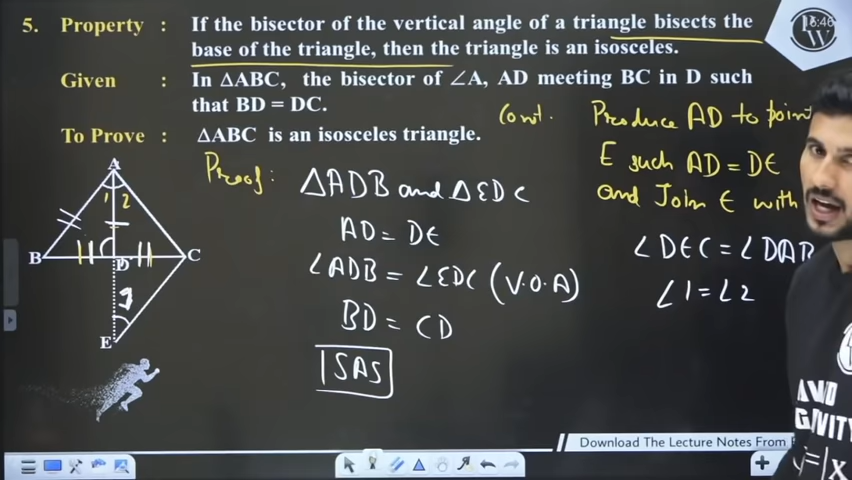 5. Property : If the bisector of the vertical angle of a triangle bisects the
base of the triangle, then the triangle is an isosceles.
Given : In ΔABC, the bisector of ∠A, AD meeting BC in D such
that BD = DC.
To Prove : ΔABC is an isosceles triangle.
Const. Produce AD to point
E such AD = DE
and Join E with
Proof:
ΔADB and ΔEDC
AD = DE
∠ADB = ∠EDC (V.O.A)
BD = CD
SAS
∠DEC = ∠DAB
∠1 = ∠2
A
1 2
B D C
3
E
16:46
W
Download The Lecture Notes From